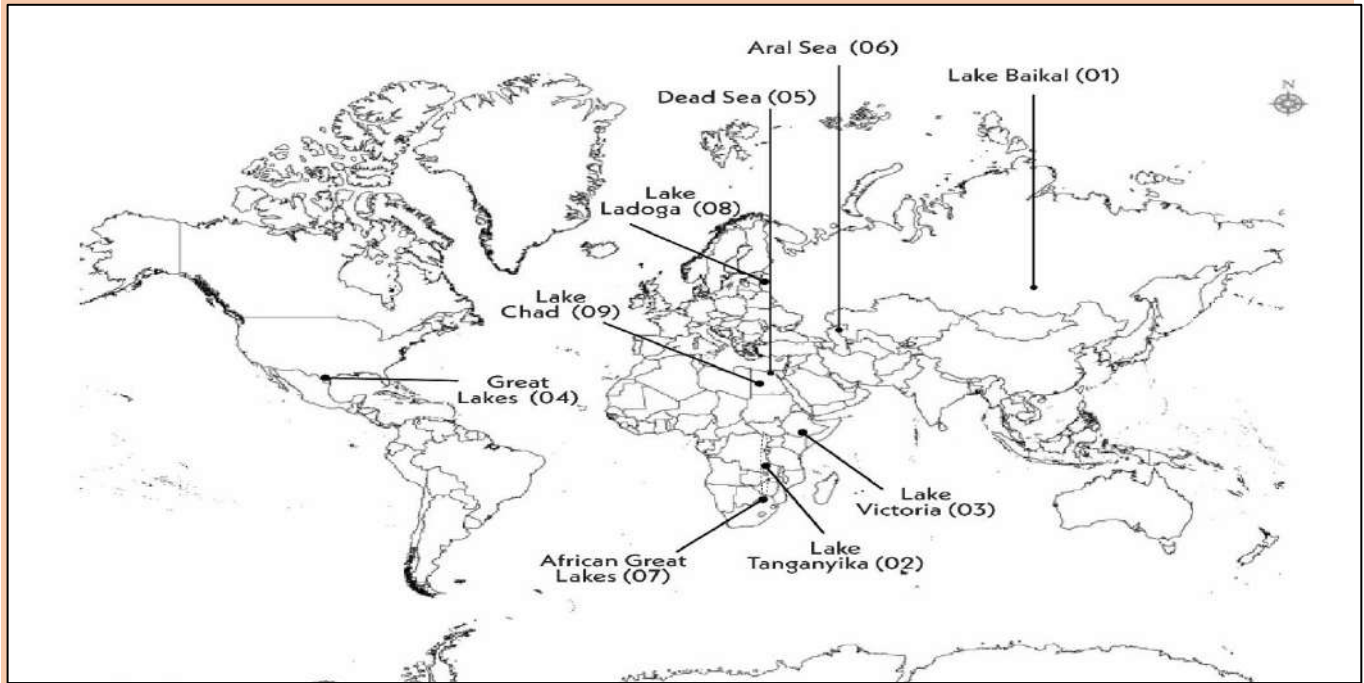 Aral Sea (06)
Lake Baikal (01)
N
Dead Sea (05)
Lake
Ladoga (08)
Lake
Chad (09)
Great
Lakes (04)
Lake
Victoria (03)
African Great
Lakes (07)
Lake
Tanganyika (02)